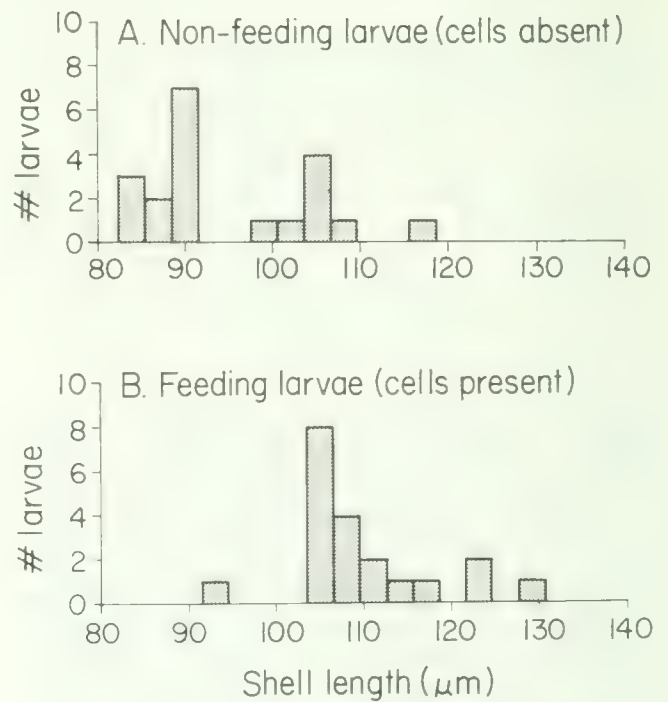 A. Non-feeding larvae (cells absent)
# larvae
10
8
6
4
2
0
80 90 100 110 120 130 140
B. Feeding larvae (cells present)
# larvae
10
8
6
4
2
0
80 90 100 110 120 130 140
Shell length (μm)